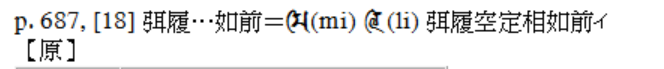 p. 687, [18] 弭履…如前=𑖦𑖰(mi) 𑖩𑖰(li) 弭履空定相如前イ
【原】